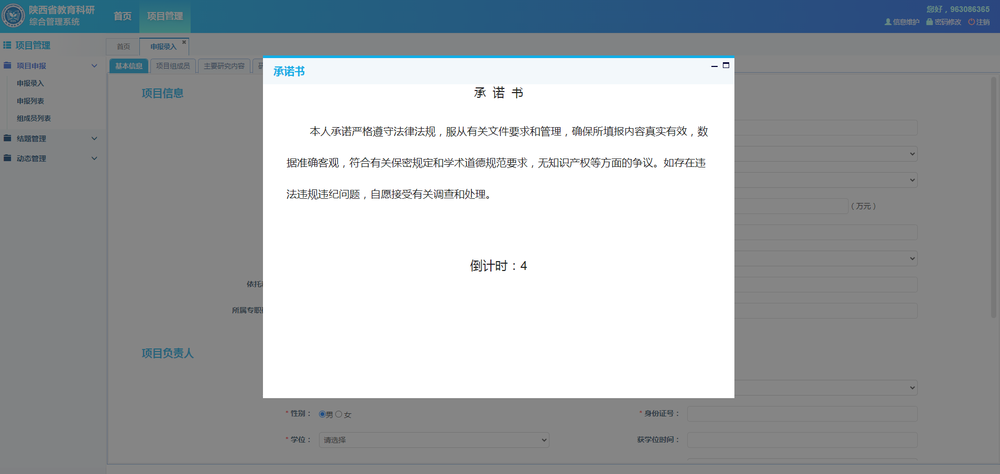 陕西省教育科研
综合管理系统
首页
项目管理
您好，963086365
信息维护 密码修改 注销
项目管理
项目申报
申报录入
申报列表
组成员列表
结题管理
动态管理
首页
申报录入
基本信息
项目组成员
主要研究内容
项目信息
承诺书
承 诺 书
本人承诺严格遵守法律法规，服从有关文件要求和管理，确保所填报内容真实有效，数
据准确客观，符合有关保密规定和学术道德规范要求，无知识产权等方面的争议。如存在违
法违规违纪问题，自愿接受有关调查和处理。
倒计时：4
（万元）
依托
所属专职
项目负责人
* 性别： 男 女
* 身份证号：
* 学位： 请选择
获学位时间：